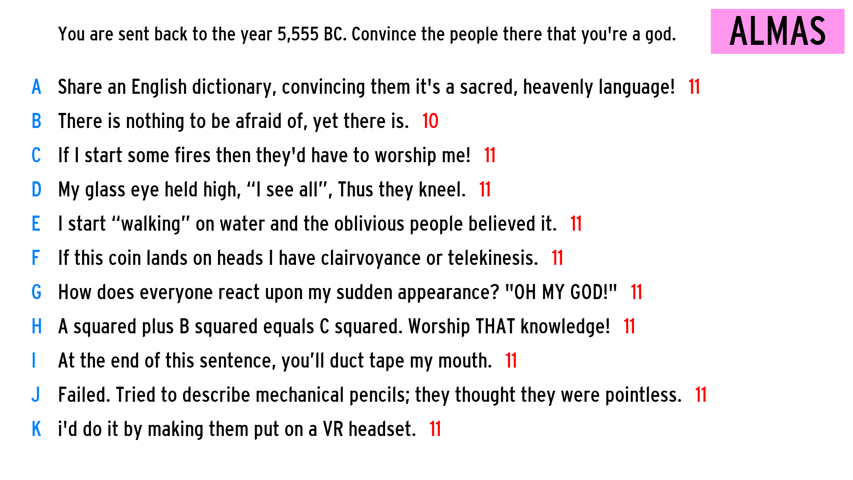 You are sent back to the year 5,555 BC. Convince the people there that you're a god.
ALMAS
A Share an English dictionary, convincing them it's a sacred, heavenly language! 11
B There is nothing to be afraid of, yet there is. 10
C If I start some fires then they'd have to worship me! 11
D My glass eye held high, “I see all”, Thus they kneel. 11
E I start “walking” on water and the oblivious people believed it. 11
F If this coin lands on heads I have clairvoyance or telekinesis. 11
G How does everyone react upon my sudden appearance? "OH MY GOD!" 11
H A squared plus B squared equals C squared. Worship THAT knowledge! 11
I At the end of this sentence, you’ll duct tape my mouth. 11
J Failed. Tried to describe mechanical pencils; they thought they were pointless. 11
K i'd do it by making them put on a VR headset. 11